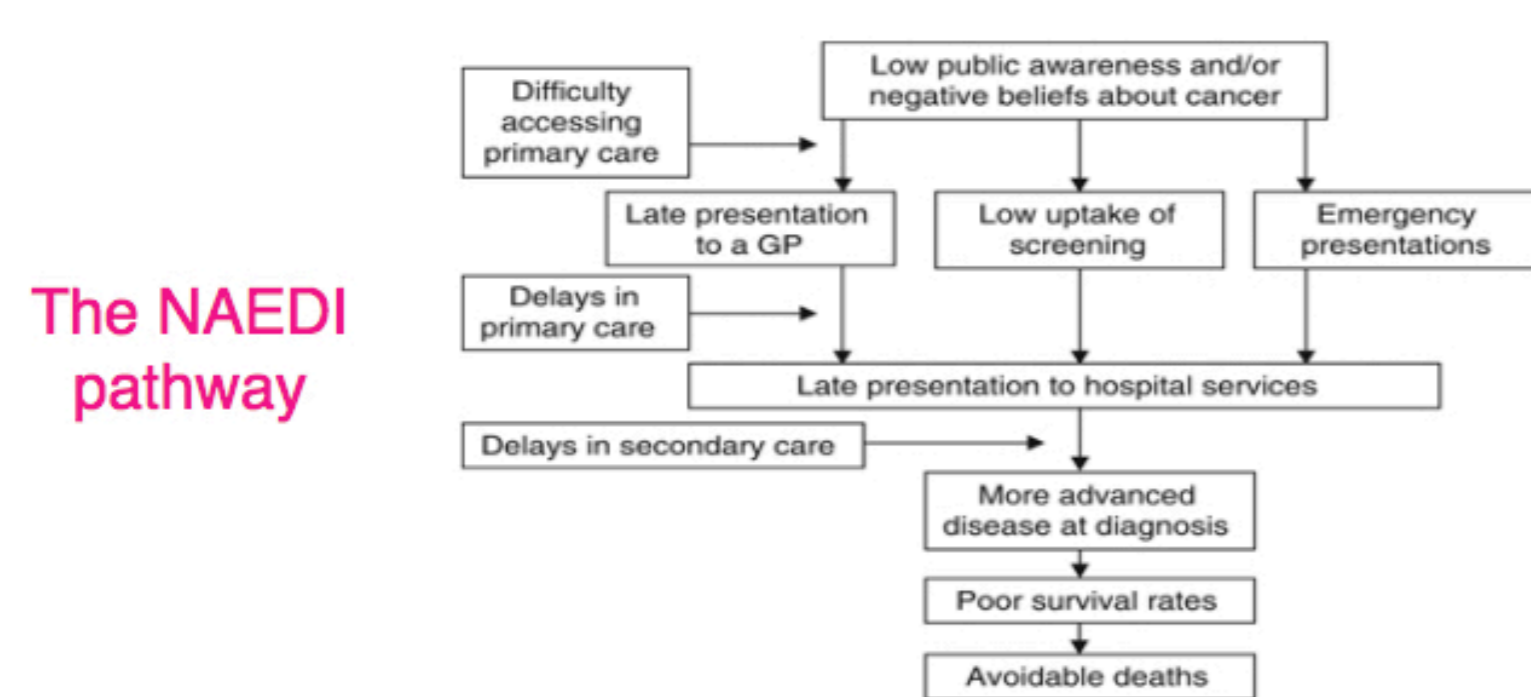 The NAEDI
pathway
Low public awareness and/or
negative beliefs about cancer
Difficulty
accessing
primary care
Late presentation
to a GP
Low uptake of
screening
Emergency
presentations
Delays in
primary care
Late presentation to hospital services
Delays in secondary care
More advanced
disease at diagnosis
Poor survival rates
Avoidable deaths